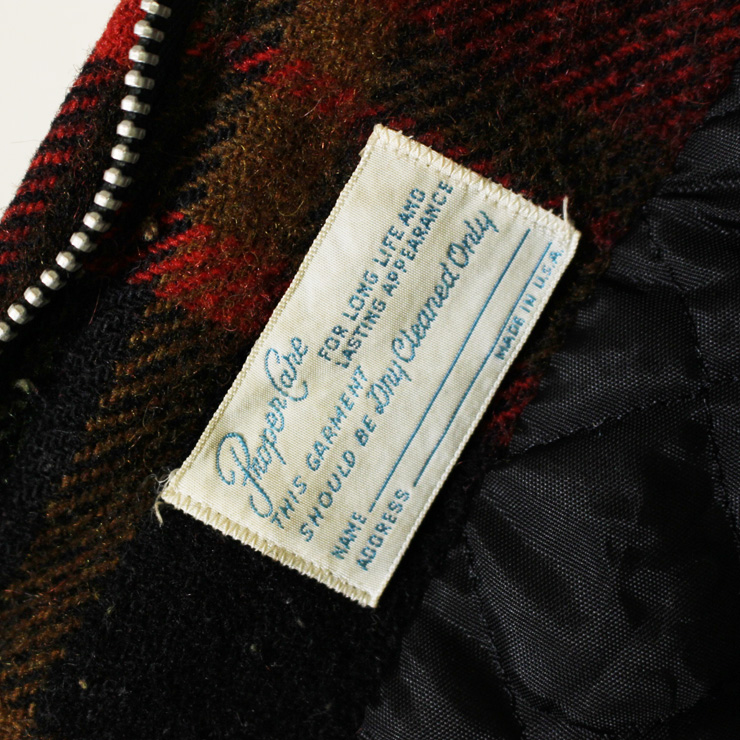 Proper Care FOR LONG LIFE AND
LASTING APPEARANCE
THIS GARMENT
SHOULD BE Dry Cleaned Only
NAME
ADDRESS
MADE IN U.S.A.